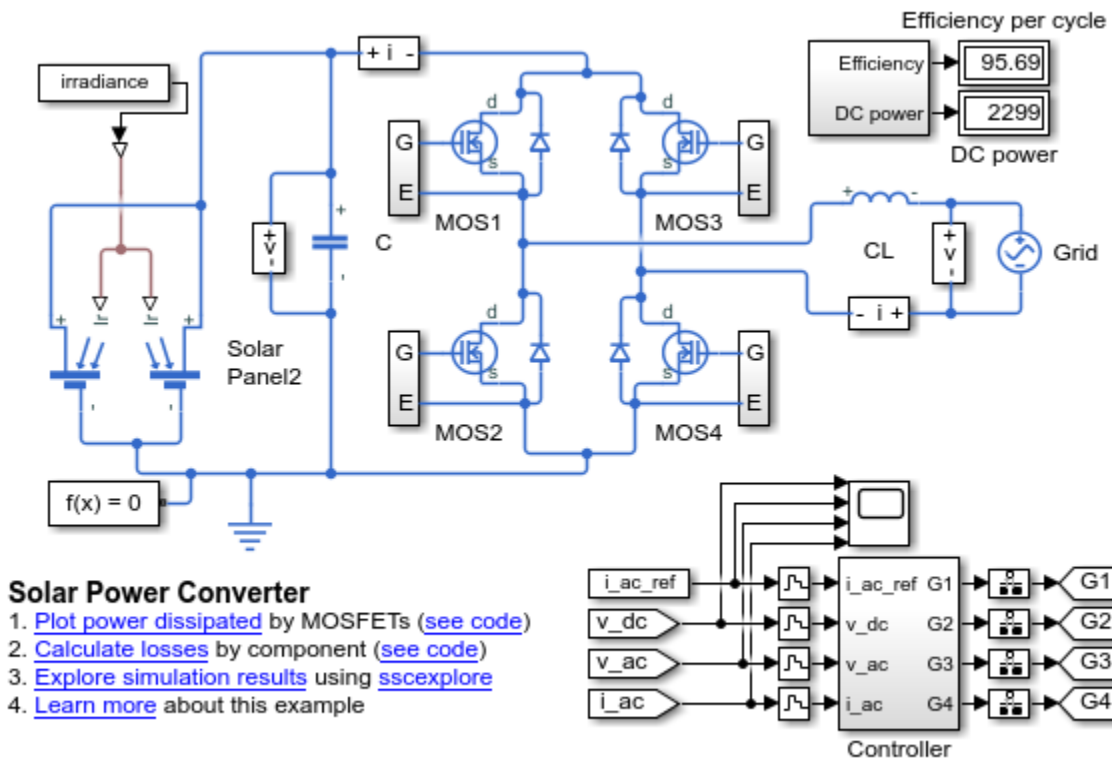 Efficiency per cycle
irradiance
+ i -
Efficiency
95.69
DC power
2299
DC power
d
d
G
G
s
s
E
E
MOS1
MOS3
+
-
+
+
v
-
C
-
CL
+
v
-
Grid
- i +
Ir
Ir
+
+
d
d
Solar
Panel2
G
G
s
s
-
-
E
E
MOS2
MOS4
f(x) = 0
Solar Power Converter
1. Plot power dissipated by MOSFETs (see code)
2. Calculate losses by component (see code)
3. Explore simulation results using sscexplore
4. Learn more about this example
i_ac_ref
i_ac_ref G1
G1
v_dc
v_dc G2
G2
v_ac
v_ac G3
G3
i_ac
i_ac G4
G4
Controller